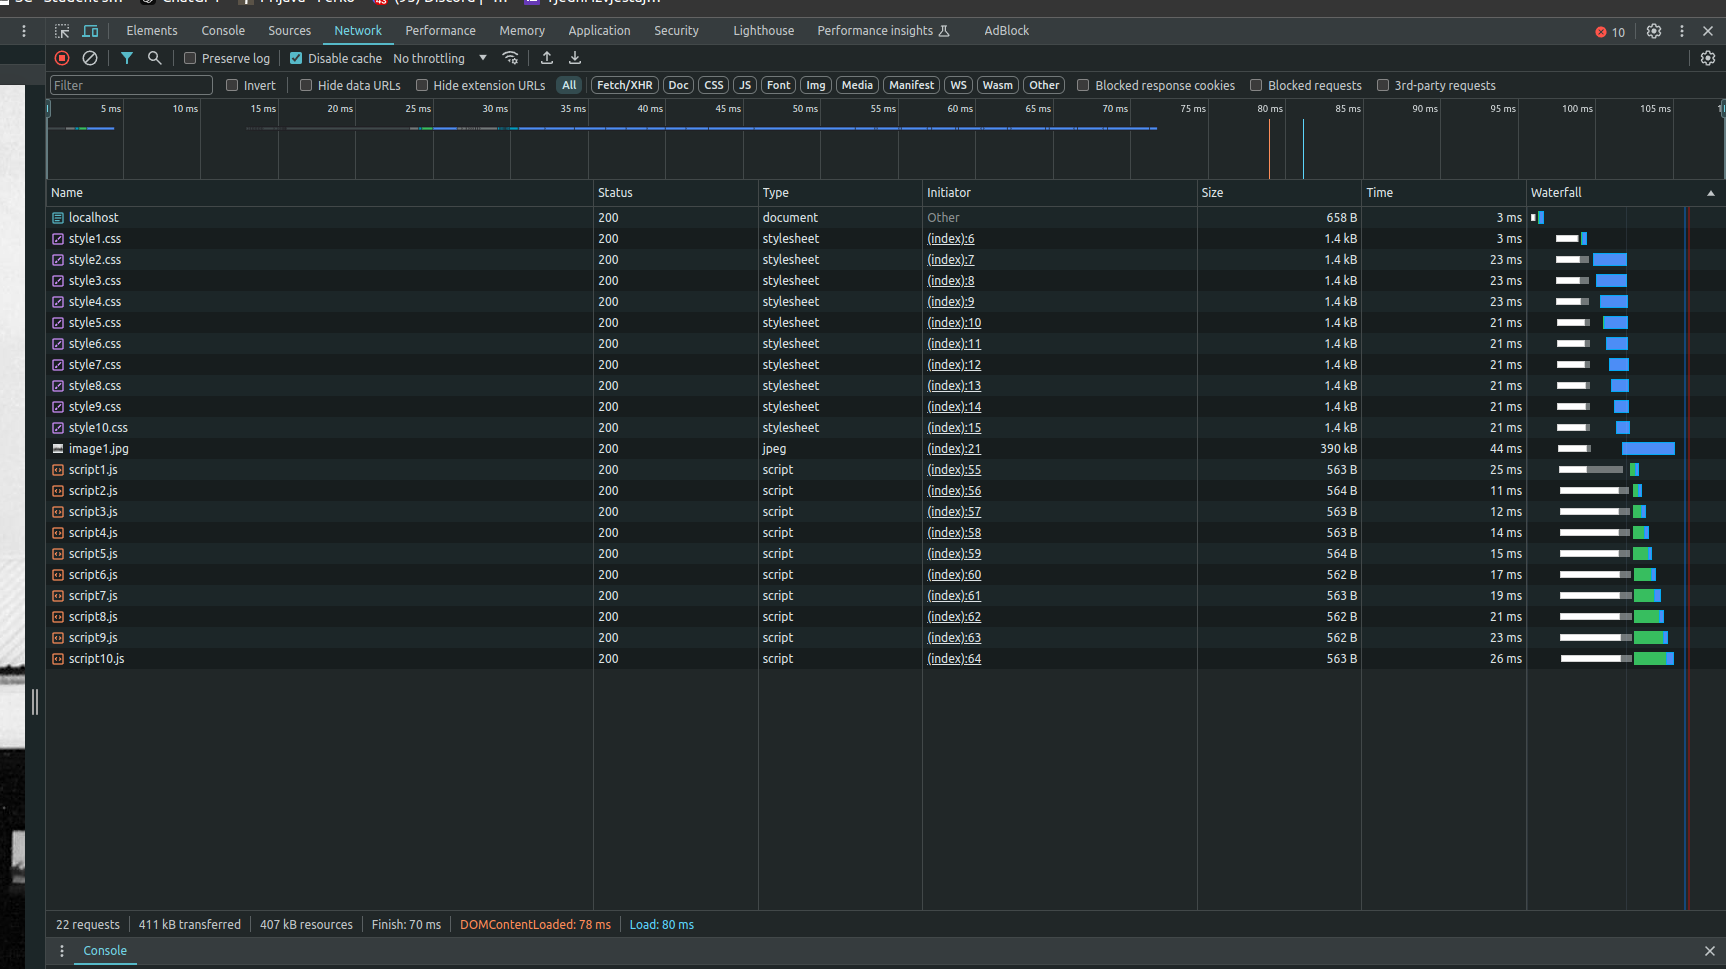 Elements Console Sources Network Performance Memory Application Security Lighthouse Performance insights AdBlock 10
Preserve log Disable cache No throttling
Filter Invert Hide data URLs Hide extension URLs All Fetch/XHR Doc CSS JS Font Img Media Manifest WS Wasm Other Blocked response cookies Blocked requests 3rd-party requests
5 ms 10 ms 15 ms 20 ms 25 ms 30 ms 35 ms 40 ms 45 ms 50 ms 55 ms 60 ms 65 ms 70 ms 75 ms 80 ms 85 ms 90 ms 95 ms 100 ms 105 ms
Name Status Type Initiator Size Time Waterfall
localhost 200 document Other 658 B 3 ms
style1.css 200 stylesheet (index):6 1.4 kB 3 ms
style2.css 200 stylesheet (index):7 1.4 kB 23 ms
style3.css 200 stylesheet (index):8 1.4 kB 23 ms
style4.css 200 stylesheet (index):9 1.4 kB 23 ms
style5.css 200 stylesheet (index):10 1.4 kB 21 ms
style6.css 200 stylesheet (index):11 1.4 kB 21 ms
style7.css 200 stylesheet (index):12 1.4 kB 21 ms
style8.css 200 stylesheet (index):13 1.4 kB 21 ms
style9.css 200 stylesheet (index):14 1.4 kB 21 ms
style10.css 200 stylesheet (index):15 1.4 kB 21 ms
image1.jpg 200 jpeg (index):21 390 kB 44 ms
script1.js 200 script (index):55 563 B 25 ms
script2.js 200 script (index):56 564 B 11 ms
script3.js 200 script (index):57 563 B 12 ms
script4.js 200 script (index):58 563 B 14 ms
script5.js 200 script (index):59 564 B 15 ms
script6.js 200 script (index):60 562 B 17 ms
script7.js 200 script (index):61 563 B 19 ms
script8.js 200 script (index):62 562 B 21 ms
script9.js 200 script (index):63 562 B 23 ms
script10.js 200 script (index):64 563 B 26 ms
22 requests 411 kB transferred 407 kB resources Finish: 70 ms DOMContentLoaded: 78 ms Load: 80 ms
Console